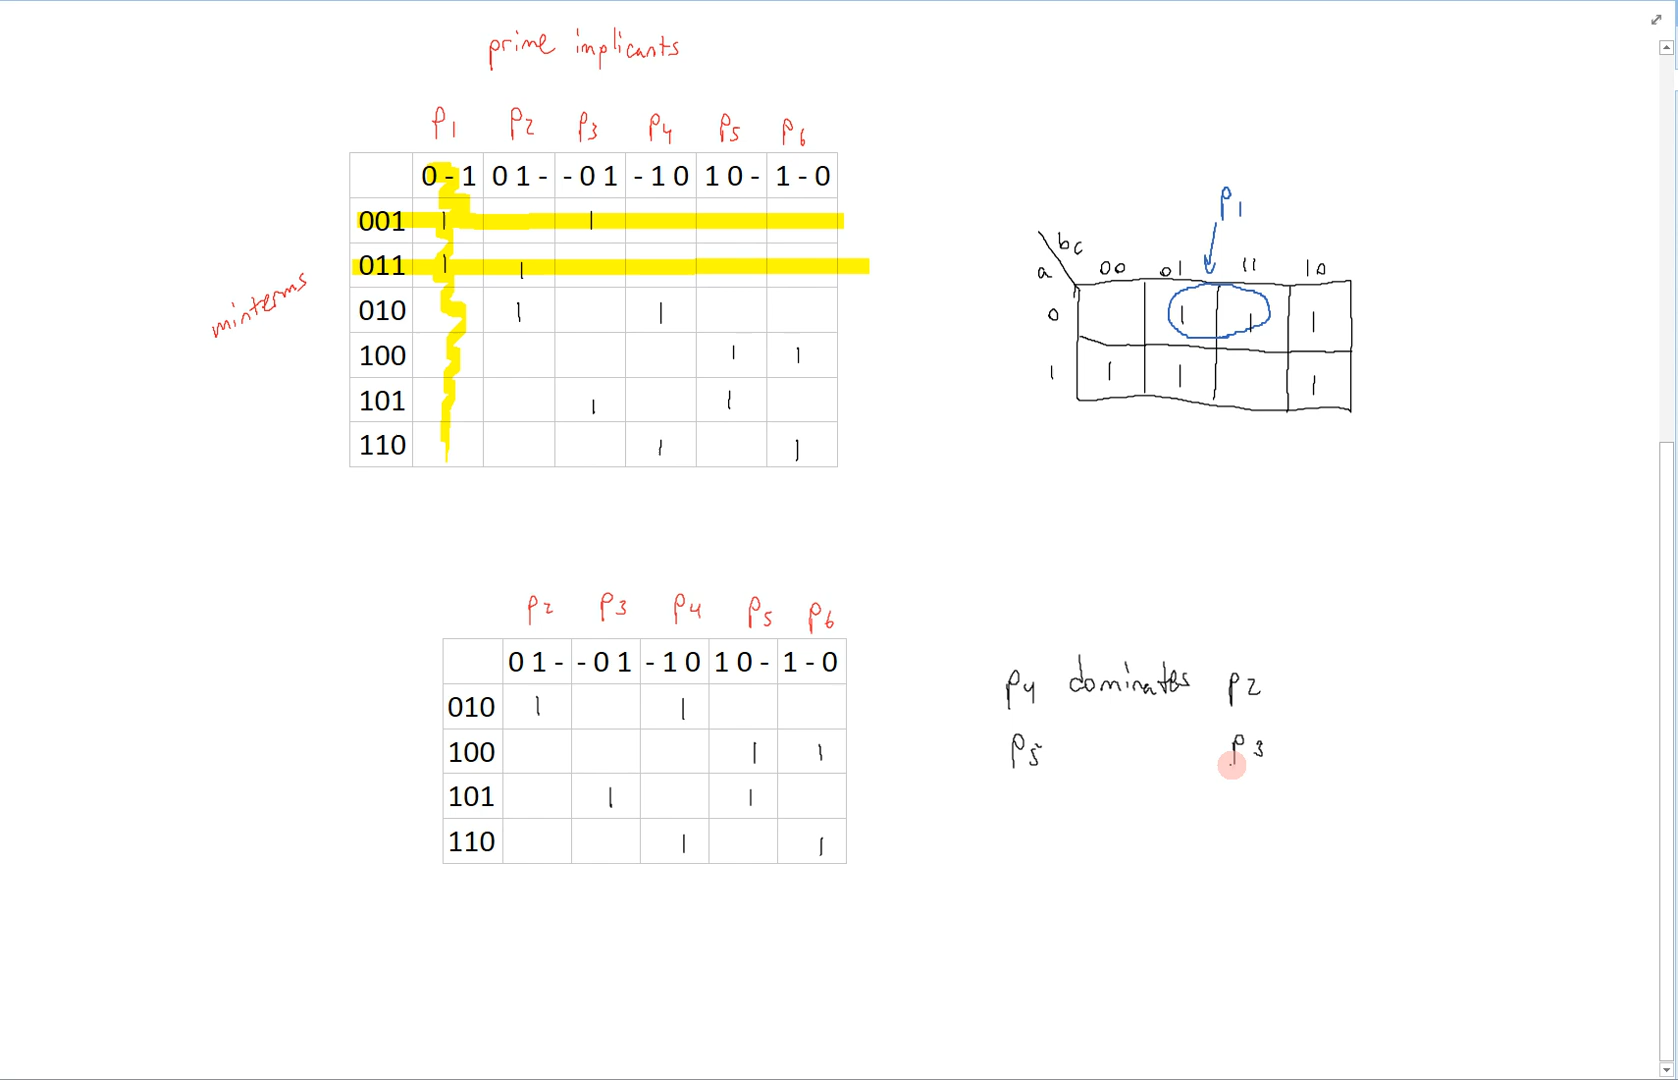 prime implicants
P1 P2 P3 P4 P5 P6
0-1 01- -01 -10 10- 1-0
001 1 1
011 1 1
010 1 1
100 1 1
101 1 1
110 1 1
minterms
P1
bc
a 00 01 11 10
0 1 1 1
1 1 1 1
P2 P3 P4 P5 P6
01- -01 -10 10- 1-0
010 1 1
100 1 1
101 1 1
110 1 1
P4 dominates P2
P5 P3